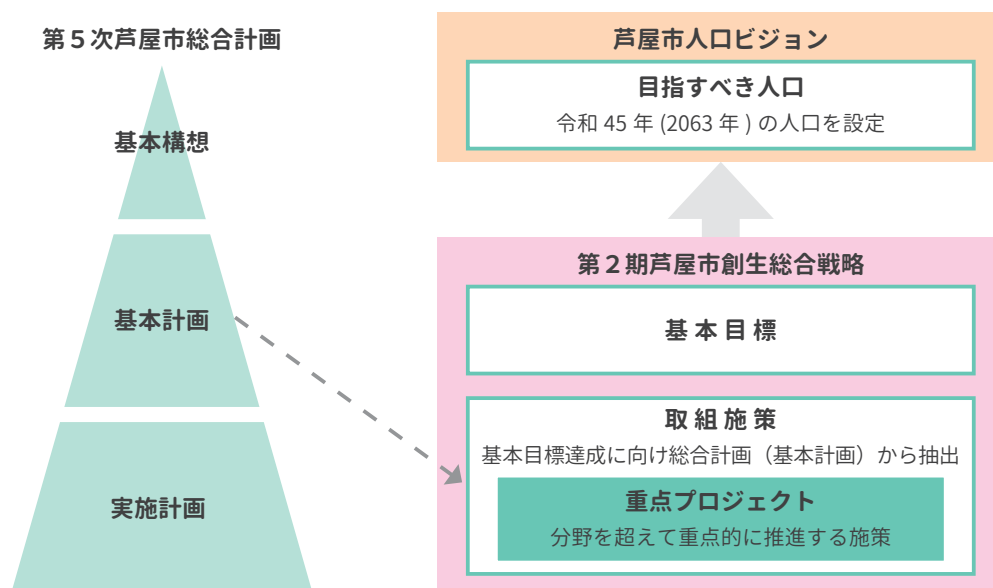 第５次芦屋市総合計画
基本構想
基本計画
実施計画
芦屋市人口ビジョン
目指すべき人口
令和 45 年 (2063 年 ) の人口を設定
第２期芦屋市創生総合戦略
基 本 目 標
取 組 施 策
基本目標達成に向け総合計画（基本計画）から抽出
重点プロジェクト
分野を超えて重点的に推進する施策